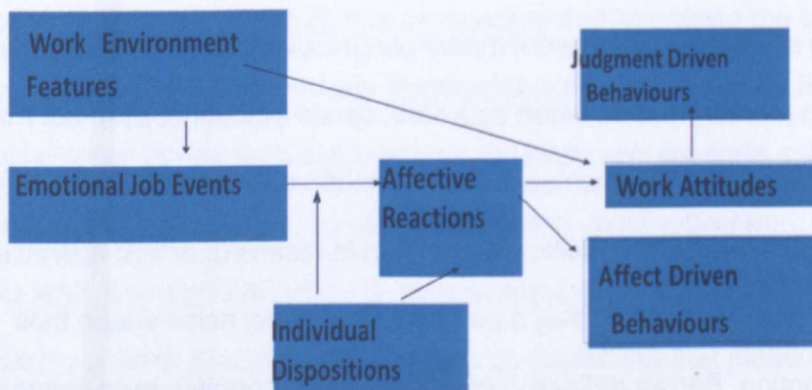 Work Environment
Features
Judgment Driven
Behaviours
Emotional Job Events
Affective
Reactions
Work Attitudes
Affect Driven
Behaviours
Individual
Dispositions